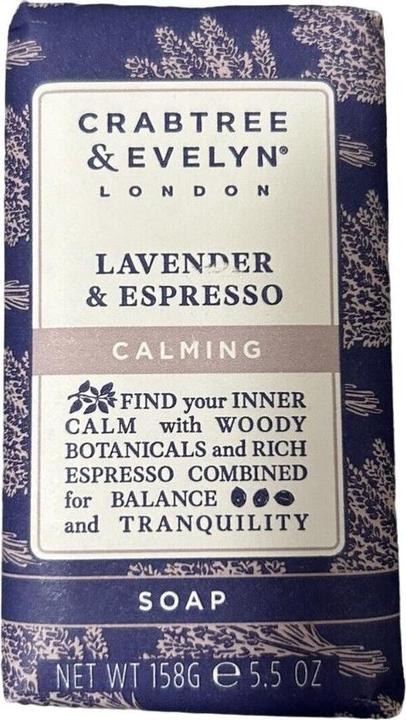 CRABTREE
& EVELYN®
LONDON
LAVENDER
& ESPRESSO
CALMING
FIND your INNER
CALM with WOODY
BOTANICALS and RICH
ESPRESSO COMBINED
for BALANCE
and TRANQUILITY
SOAP
NET WT 158G ℮ 5.5 OZ